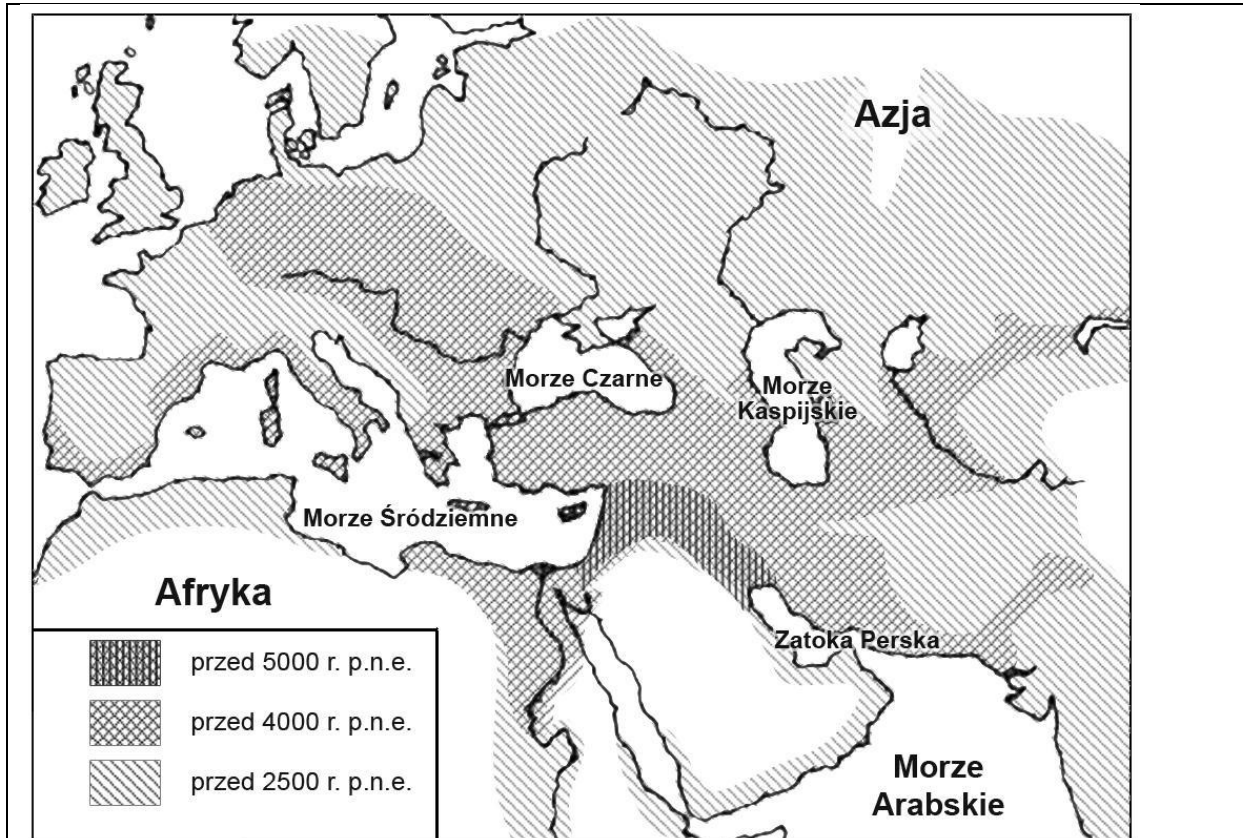 Azja
Morze Czarne
Morze
Kaspijskie
Morze Śródziemne
Afryka
Zatoka Perska
przed 5000 r. p.n.e.
przed 4000 r. p.n.e.
przed 2500 r. p.n.e.
Morze
Arabskie